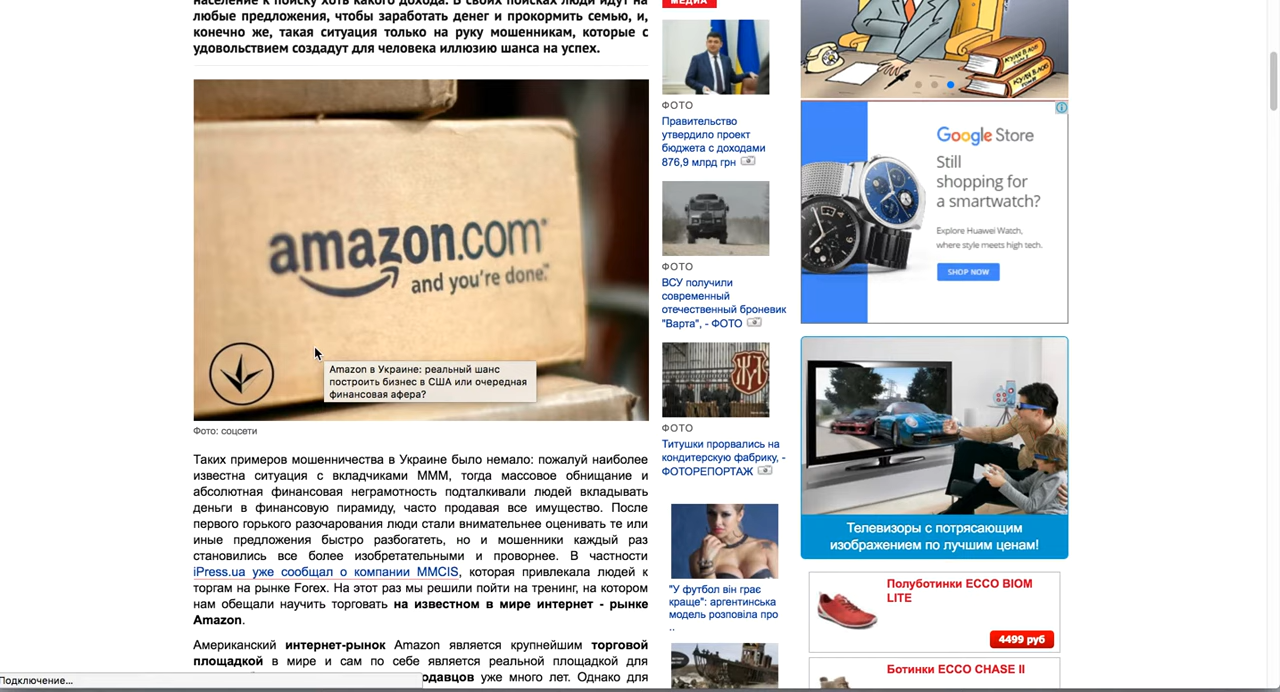 население к поиску хоть какого дохода. В своих поисках люди идут на
любые предложения, чтобы заработать денег и прокормить семью, и,
конечно же, такая ситуация только на руку мошенникам, которые с
удовольствием создадут для человека иллюзию шанса на успех.
amazon.com
and you're done.™
Amazon в Украине: реальный шанс
построить бизнес в США или очередная
финансовая афера?
Фото: соцсети
Таких примеров мошенничества в Украине было немало: пожалуй наиболее
известна ситуация с вкладчиками МММ, тогда массовое обнищание и
абсолютная финансовая неграмотность подталкивали людей вкладывать
деньги в финансовую пирамиду, часто продавая все имущество. После
первого горького разочарования люди стали внимательнее оценивать те или
иные предложения быстро разбогатеть, но и мошенники каждый раз
становились все более изобретательными и проворнее. В частности
iPress.ua уже сообщал о компании MMCIS, которая привлекала людей к
торгам на рынке Forex. На этот раз мы решили пойти на тренинг, на котором
нам обещали научить торговать на известном в мире интернет - рынке
Amazon.
Американский интернет-рынок Amazon является крупнейшим торговой
площадкой в мире и сам по себе является реальной площадкой для
одавцов уже много лет. Однако для
Подключение...
МЕДИА
ФОТО
Правительство
утвердило проект
бюджета с доходами
876,9 млрд грн
ФОТО
ВСУ получили
современный
отечественный броневик
"Варта", - ФОТО
ФОТО
Титушки прорвались на
кондитерскую фабрику, -
ФОТОРЕПОРТАЖ
"У футбол він грає
краще": аргентинська
модель розповіла про
..
Google Store
Still
shopping for
a smartwatch?
Explore Huawei Watch,
where style meets high tech.
SHOP NOW
Телевизоры с потрясающим
изображением по лучшим ценам!
Полуботинки ECCO BIOM
LITE
4499 руб
Ботинки ECCO CHASE II